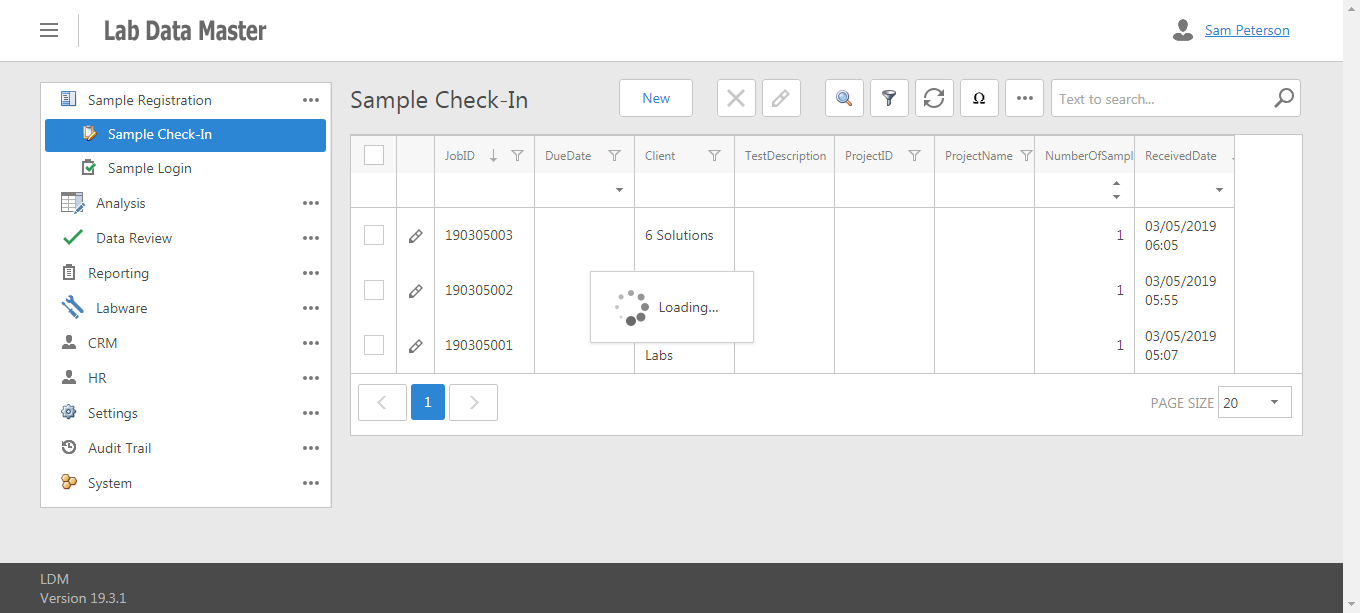 Lab Data Master
Sam Peterson
Sample Registration
Sample Check-In
Sample Login
Analysis
Data Review
Reporting
Labware
CRM
HR
Settings
Audit Trail
System
Sample Check-In
New
Ω
Text to search...
JobID DueDate Client TestDescription ProjectID ProjectName NumberOfSampl ReceivedDate
190305003 6 Solutions 1 03/05/2019 06:05
190305002 1 03/05/2019 05:55
190305001 Labs 1 03/05/2019 05:07
Loading...
1
PAGE SIZE 20
LDM
Version 19.3.1